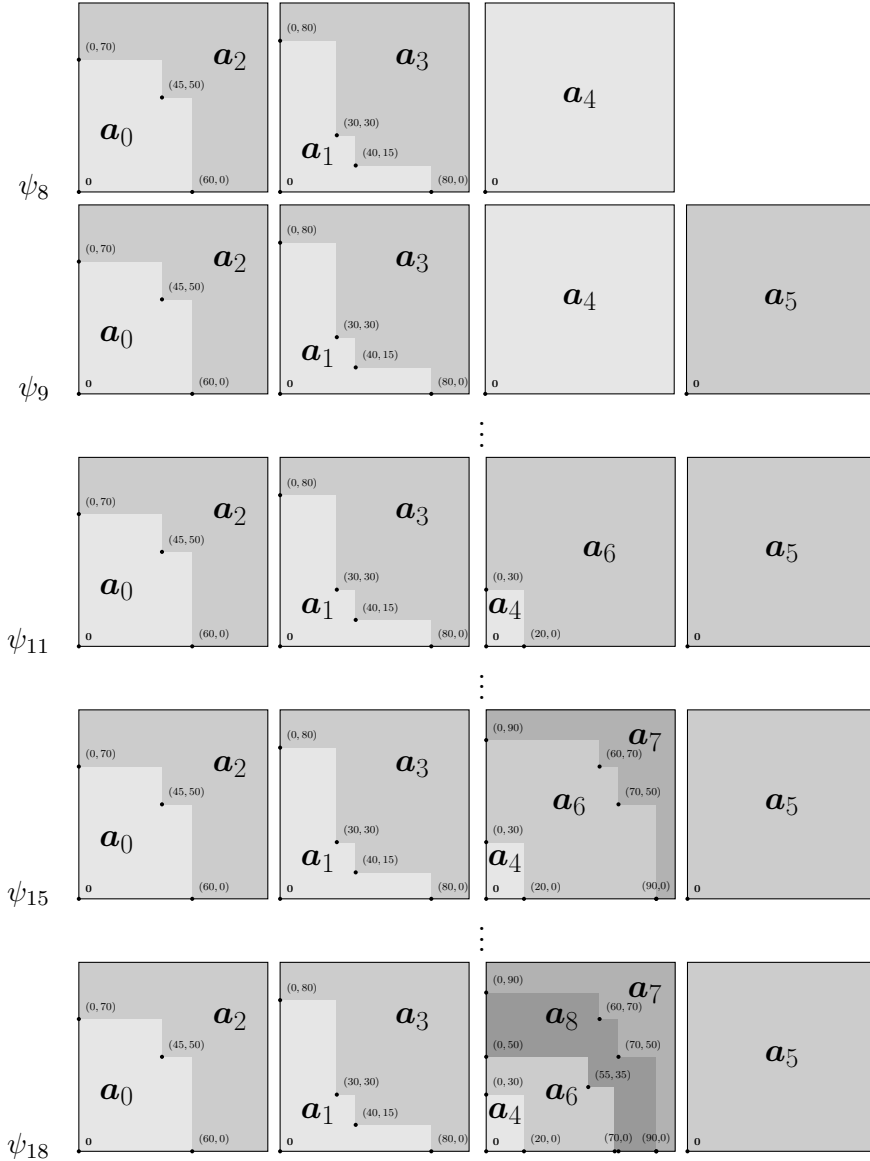 (0, 70) a₂ (0, 80) a₃ a₄
(45, 50) (30, 30)
a₀ a₁ (40, 15)
ψ₈ 0 (60, 0) 0 (80, 0) 0
(0, 70) a₂ (0, 80) a₃ a₄ a₅
(45, 50) (30, 30)
a₀ a₁ (40, 15)
ψ₉ 0 (60, 0) 0 (80, 0) 0 0
⋮
(0, 70) a₂ (0, 80) a₃ a₆ a₅
(45, 50) (30, 30) (0, 30)
a₀ a₁ (40, 15) a₄
ψ₁₁ 0 (60, 0) 0 (80, 0) 0 (20, 0) 0
⋮
(0, 90) a₇
(0, 70) a₂ (0, 80) a₃ (60, 70)
(45, 50) a₆ (70, 50) a₅
a₀ (30, 30) (0, 30)
a₁ (40, 15) a₄
ψ₁₅ 0 (60, 0) 0 (80, 0) 0 (20, 0) (90,0) 0
⋮
(0, 90) a₇
(0, 70) a₂ (0, 80) a₃ a₈ (60, 70)
(45, 50) (0, 50) (70, 50) a₅
(55, 35)
a₀ (30, 30) (0, 30) a₆
a₁ (40, 15) a₄
ψ₁₈ 0 (60, 0) 0 (80, 0) 0 (20, 0) (70,0) (90,0) 0